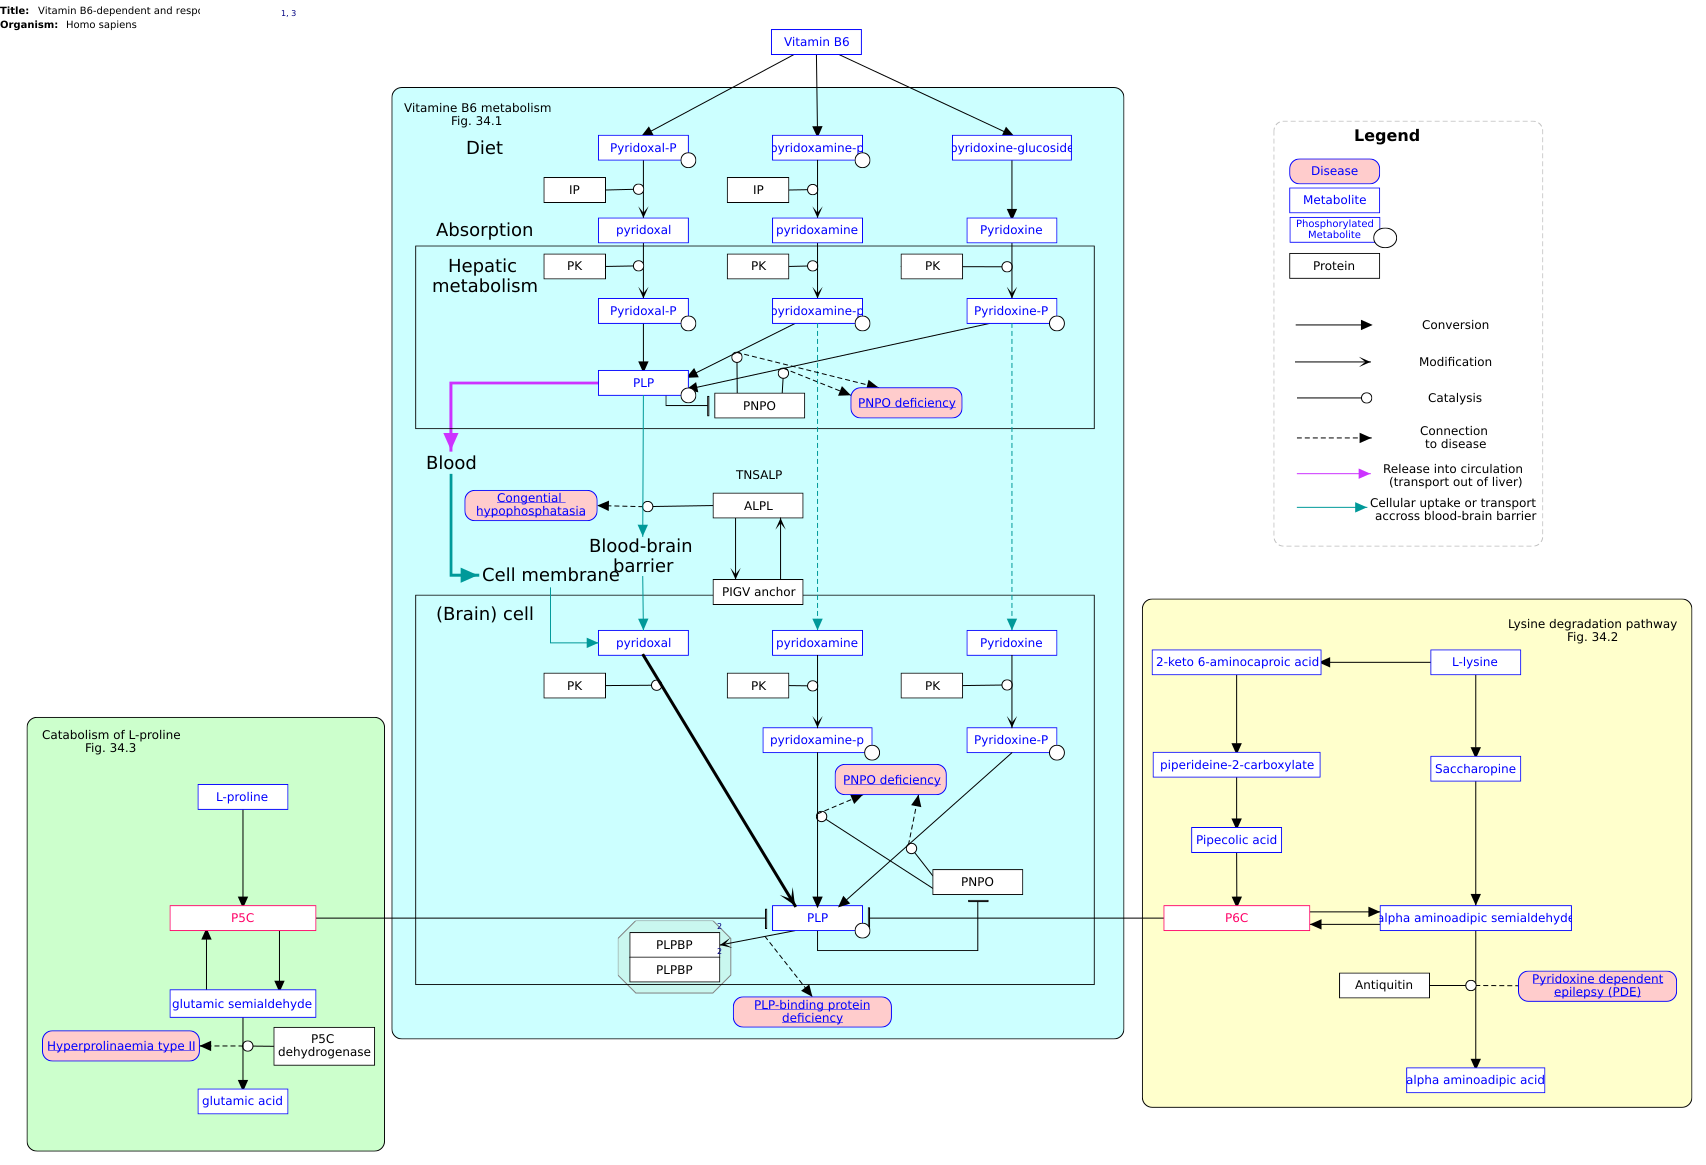 Title: Vitamin B6-dependent and respo
1, 3
Organism: Homo sapiens
Vitamin B6
Vitamine B6 metabolism
Fig. 34.1
Diet
Pyridoxal-P
pyridoxamine-p
pyridoxine-glucoside
IP
IP
Absorption
pyridoxal
pyridoxamine
Pyridoxine
Hepatic
metabolism
PK
PK
PK
Pyridoxal-P
pyridoxamine-p
Pyridoxine-P
PLP
PNPO
PNPO deficiency
Blood
TNSALP
Congential
hypophosphatasia
ALPL
Blood-brain
barrier
Cell membrane
PIGV anchor
(Brain) cell
pyridoxal
pyridoxamine
Pyridoxine
PK
PK
PK
pyridoxamine-p
Pyridoxine-P
PNPO deficiency
PNPO
PLP
2
PLPBP
2
PLPBP
PLP-binding protein
deficiency
Legend
Disease
Metabolite
Phosphorylated
Metabolite
Protein
Conversion
Modification
Catalysis
Connection
to disease
Release into circulation
(transport out of liver)
Cellular uptake or transport
accross blood-brain barrier
Catabolism of L-proline
Fig. 34.3
L-proline
P5C
glutamic semialdehyde
Hyperprolinaemia type II
P5C
dehydrogenase
glutamic acid
Lysine degradation pathway
Fig. 34.2
2-keto 6-aminocaproic acid
L-lysine
piperideine-2-carboxylate
Saccharopine
Pipecolic acid
P6C
alpha aminoadipic semialdehyde
Antiquitin
Pyridoxine dependent
epilepsy (PDE)
alpha aminoadipic acid